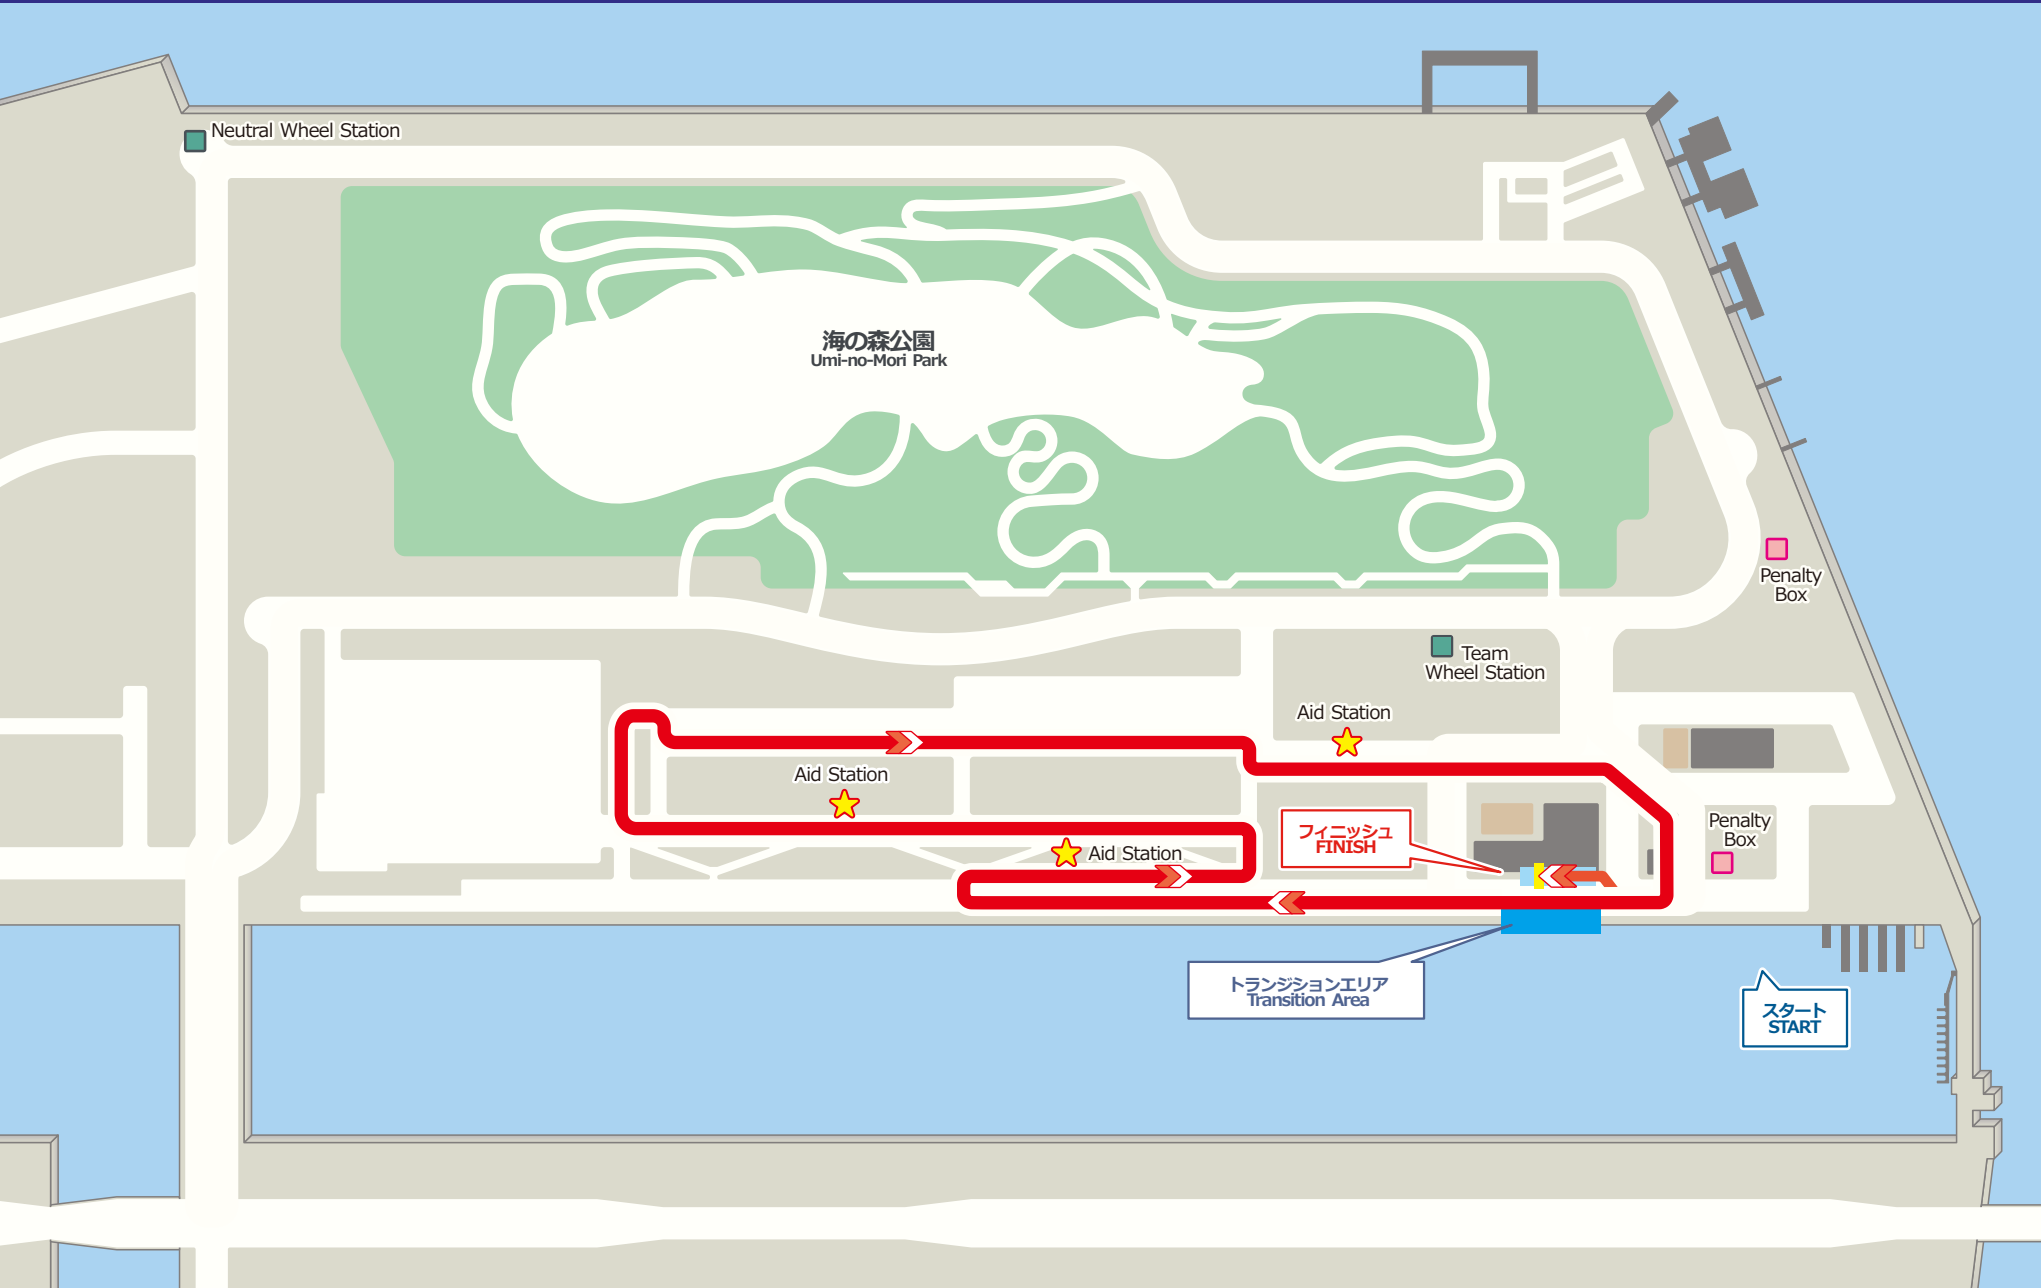 Neutral Wheel Station
海の森公園
Umi-no-Mori Park
Penalty
Box
Team
Wheel Station
Aid Station
Aid Station
Aid Station
フィニッシュ
FINISH
Penalty
Box
トランジションエリア
Transition Area
スタート
START